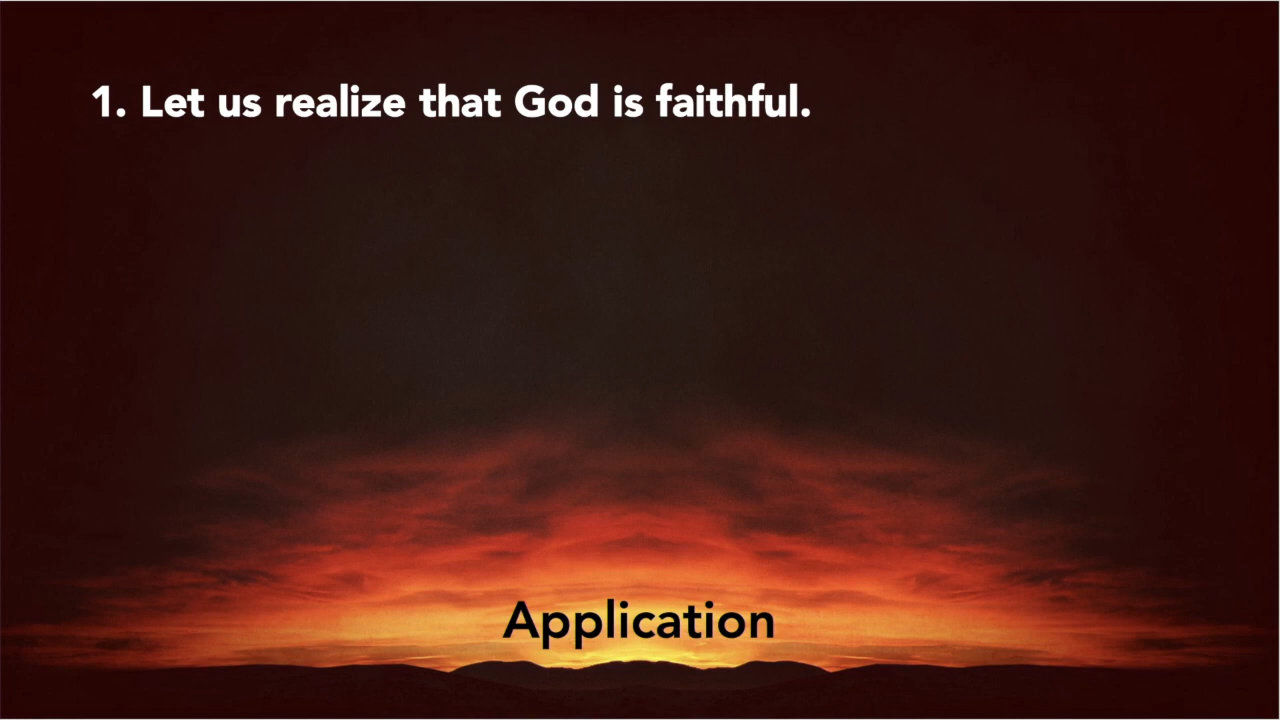 1. Let us realize that God is faithful.
Application